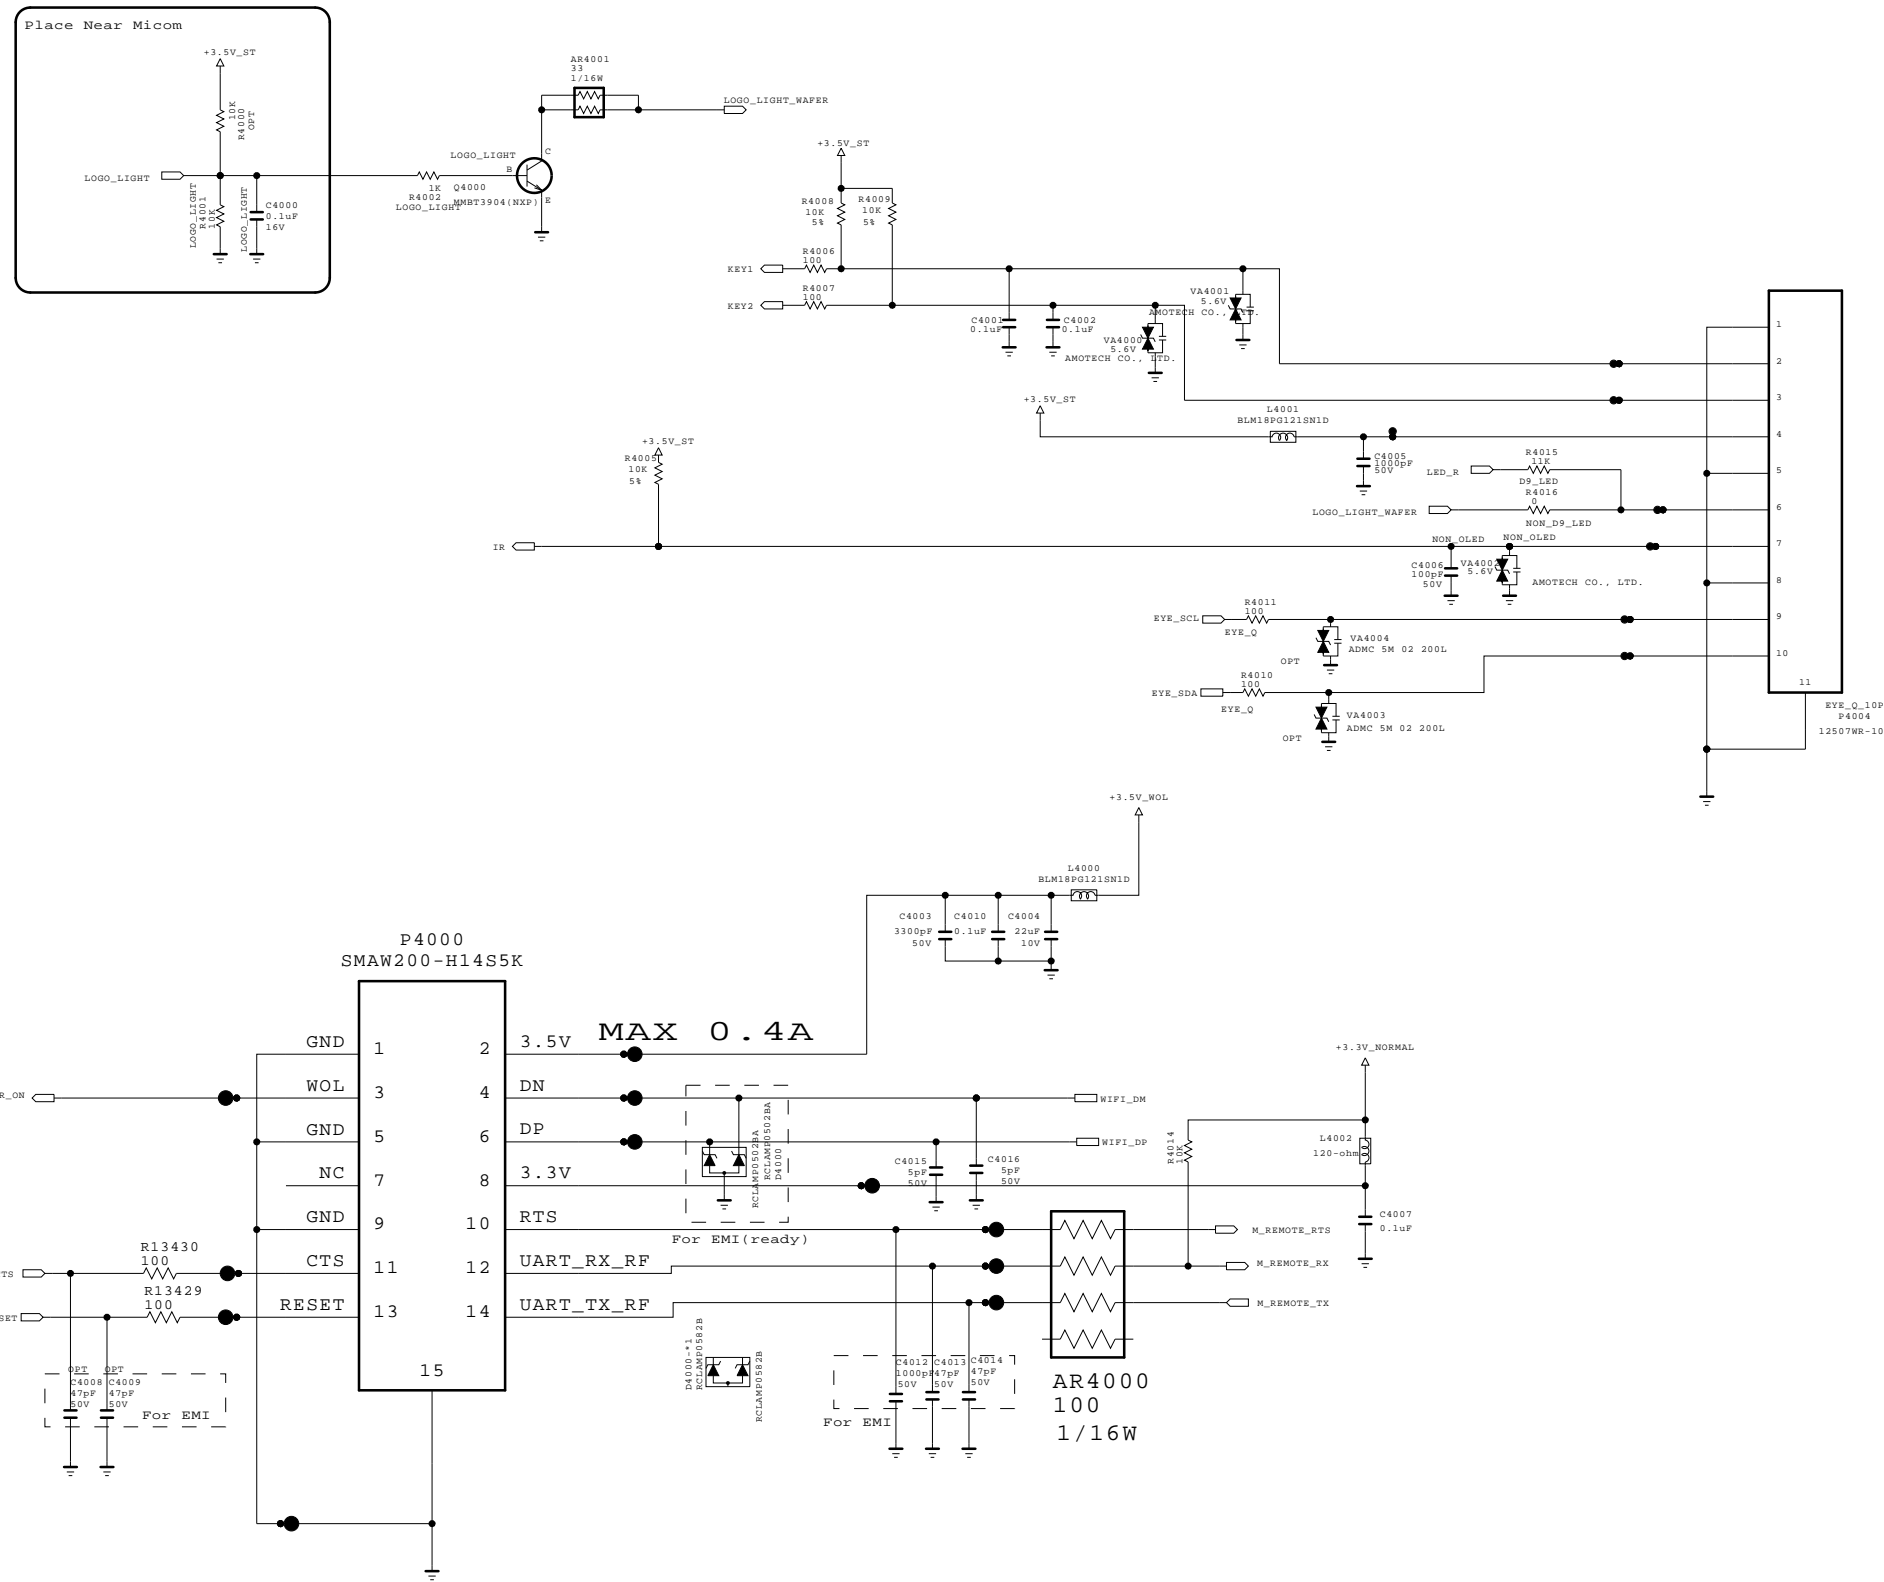 Place Near Micom
+3.5V_ST
10K
R4000
OPT
LOGO_LIGHT
LOGO_LIGHT
R4001
10K
LOGO_LIGHT
C4000
0.1uF
16V
AR4001
33
1/16W
LOGO_LIGHT_WAFER
LOGO_LIGHT
C
B
E
1K
R4002
LOGO_LIGHT
Q4000
MMBT3904(NXP)
+3.5V_ST
R4008
10K
5%
R4009
10K
5%
R4006
100
KEY1
R4007
100
KEY2
C4001
0.1uF
C4002
0.1uF
VA4001
5.6V
AMOTECH CO., LTD.
VA4000
5.6V
AMOTECH CO., LTD.
+3.5V_ST
L4001
BLM18PG121SN1D
C4005
1000pF
50V
+3.5V_ST
R4005
10K
5%
IR
LED_R
R4015
11K
D9_LED
R4016
0
NON_D9_LED
LOGO_LIGHT_WAFER
NON_OLED
NON_OLED
C4006
100pF
50V
VA4002
5.6V
AMOTECH CO., LTD.
EYE_SCL
R4011
100
EYE_Q
VA4004
ADMC 5M 02 200L
OPT
EYE_SDA
R4010
100
EYE_Q
VA4003
ADMC 5M 02 200L
OPT
1
2
3
4
5
6
7
8
9
10
11
EYE_Q_10P
P4004
12507WR-10
+3.5V_WOL
L4000
BLM18PG121SN1D
C4003
3300pF
50V
C4010
0.1uF
C4004
22uF
10V
P4000
SMAW200-H14S5K
MAX 0.4A
GND 1 2 3.5V
WOL 3 4 DN
GND 5 6 DP
NC 7 8 3.3V
GND 9 10 RTS
CTS 11 12 UART_RX_RF
RESET 13 14 UART_TX_RF
15
R_ON
TS
SET
R13430
100
R13429
100
OPT
OPT
C4008
47pF
50V
C4009
47pF
50V
For EMI
RCLAMP0502BA
RCLAMP0502BA
D4000
For EMI(ready)
D4000-*1
RCLAMP0582B
RCLAMP0582B
WIFI_DM
WIFI_DP
C4015
5pF
50V
C4016
5pF
50V
+3.3V_NORMAL
R4014
10K
L4002
120-ohm
C4007
0.1uF
M_REMOTE_RTS
M_REMOTE_RX
M_REMOTE_TX
C4012
1000pF
50V
C4013
47pF
50V
C4014
47pF
50V
For EMI
AR4000
100
1/16W